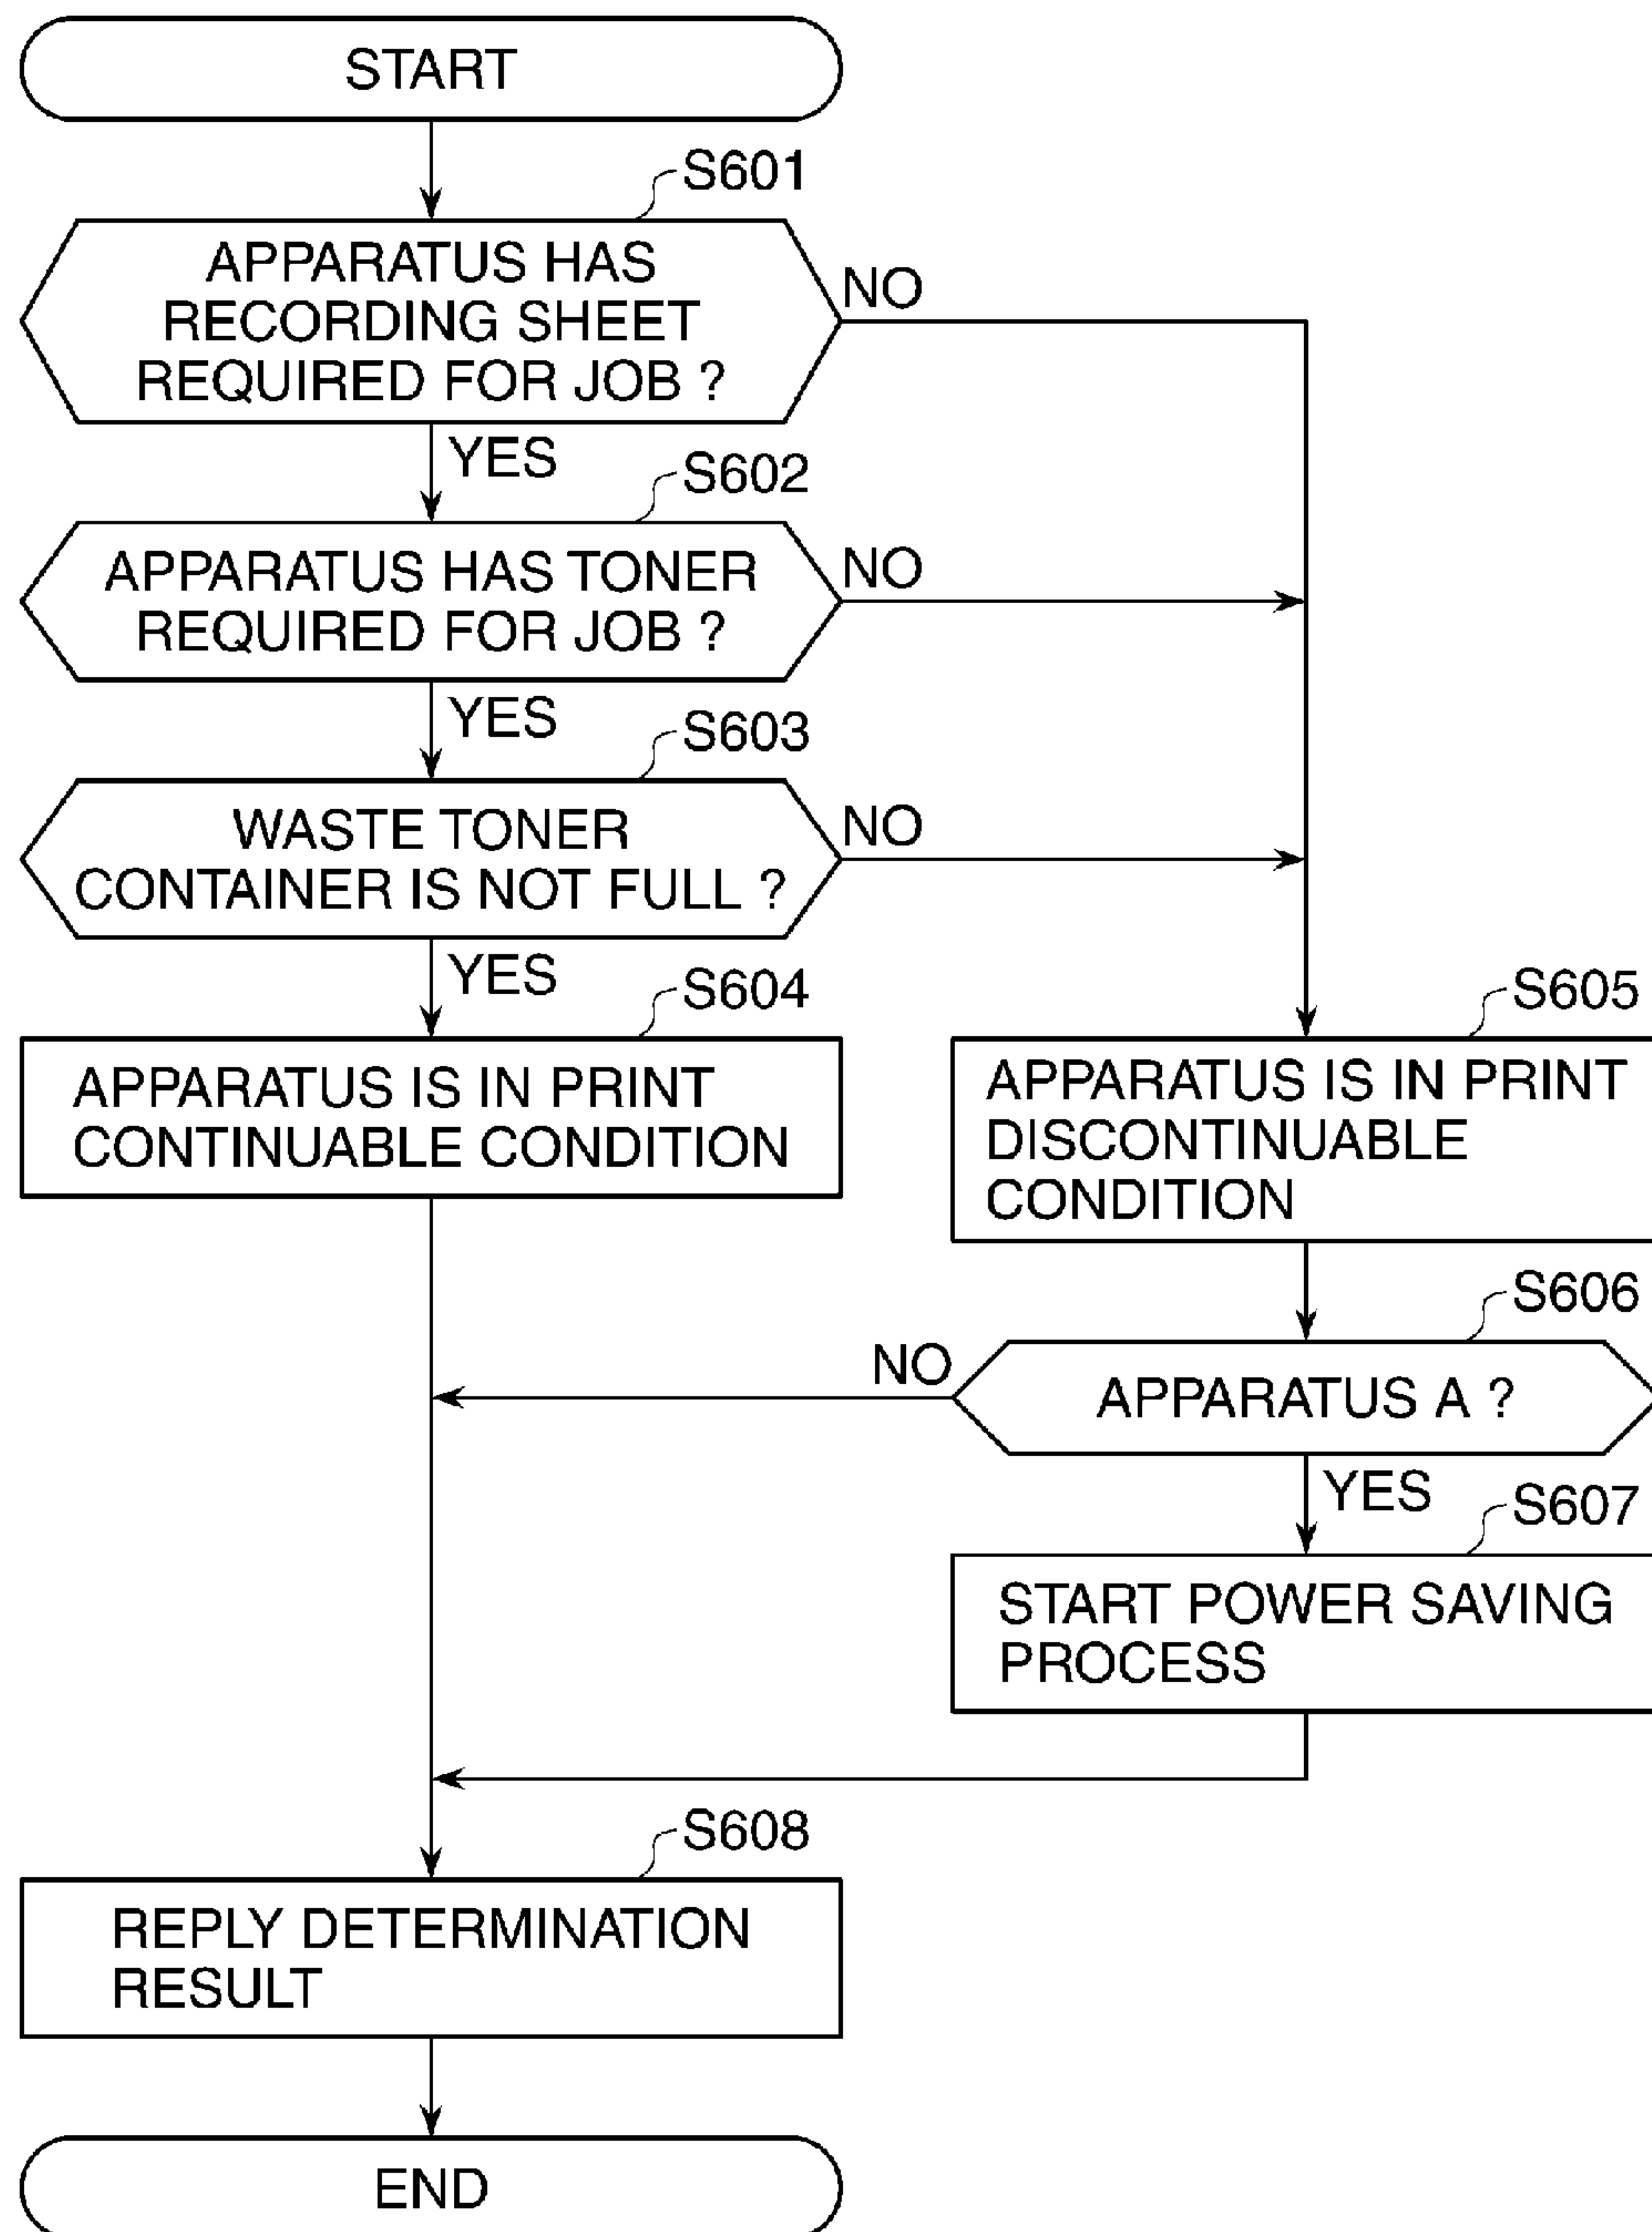 START
S601
APPARATUS HAS
RECORDING SHEET
REQUIRED FOR JOB ?
NO
YES
S602
APPARATUS HAS TONER
REQUIRED FOR JOB ?
NO
YES
S603
WASTE TONER
CONTAINER IS NOT FULL ?
NO
YES
S604
APPARATUS IS IN PRINT
CONTINUABLE CONDITION
S605
APPARATUS IS IN PRINT
DISCONTINUABLE
CONDITION
S606
APPARATUS A ?
NO
YES
S607
START POWER SAVING
PROCESS
S608
REPLY DETERMINATION
RESULT
END